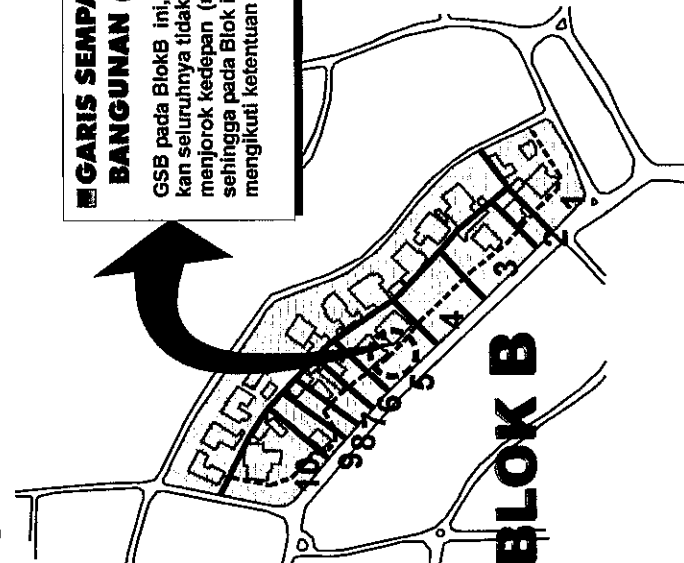 ■ GARIS SEMPA
BANGUNAN (
GSB pada BlokB ini,
kan seluruhnya tidak
menjorok kedepan (
sehingga pada Blok i
mengikuti ketentuan
1
2
3
4
5
6
7
8
9
10
BLOK B